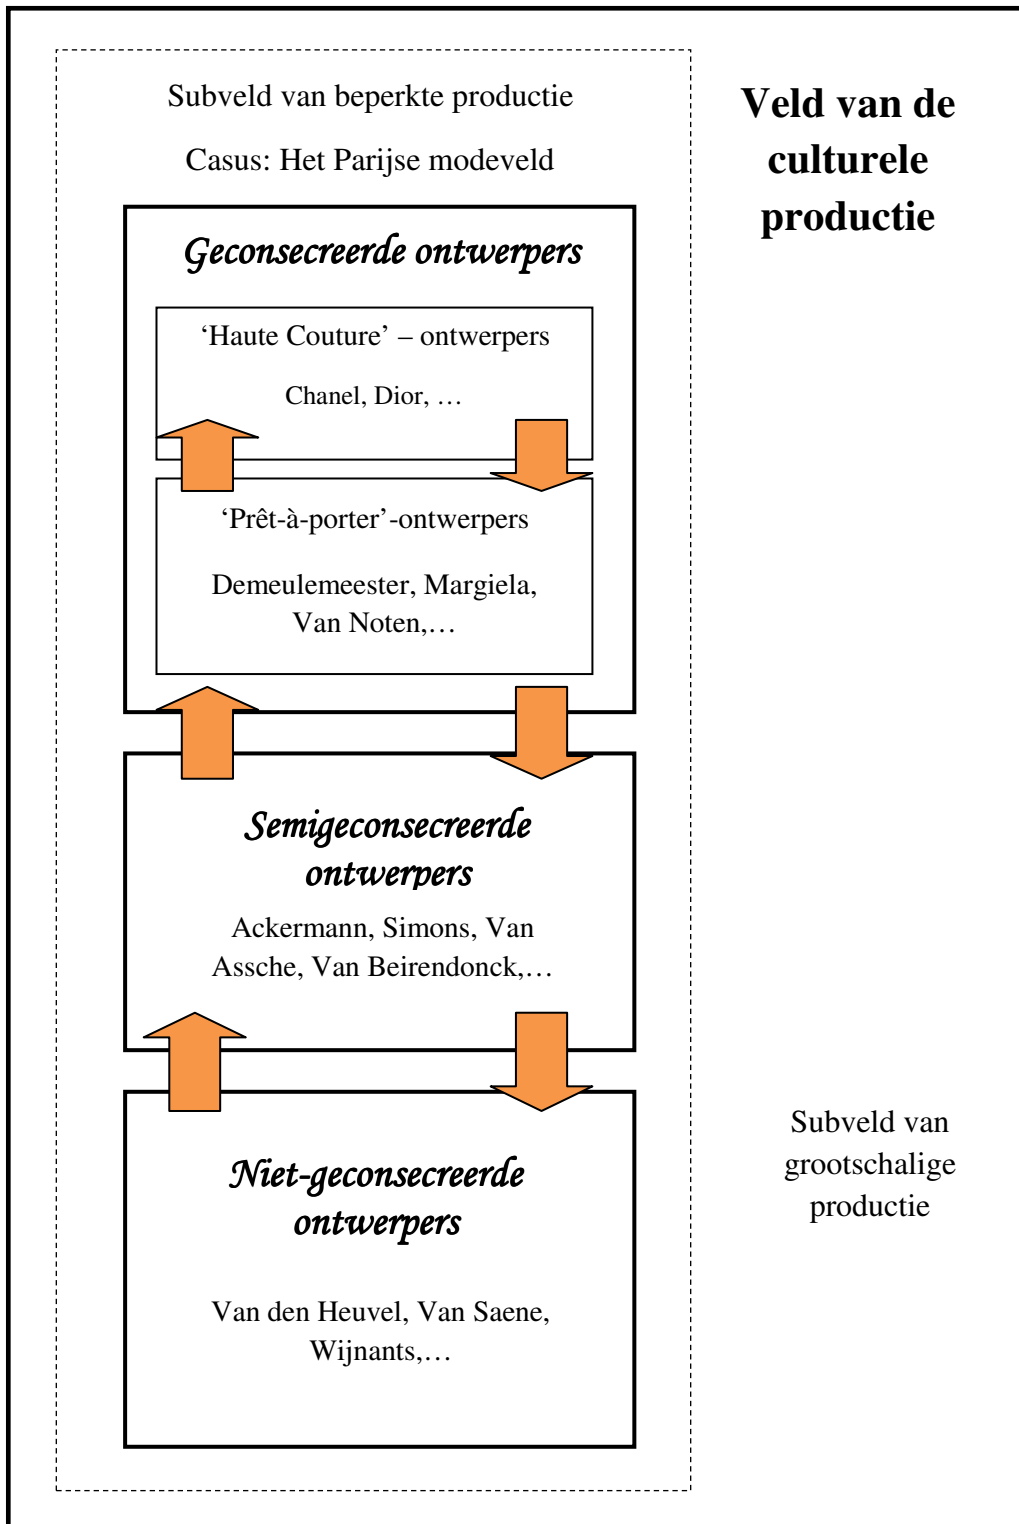 Subveld van beperkte productie
Casus: Het Parijse modeveld
Veld van de
culturele
productie
Geconsecreerde ontwerpers
‘Haute Couture’ – ontwerpers
Chanel, Dior, …
‘Prêt-à-porter’-ontwerpers
Demeulemeester, Margiela,
Van Noten,…
Semigeconsecreerde
ontwerpers
Ackermann, Simons, Van
Assche, Van Beirendonck,…
Niet-geconsecreerde
ontwerpers
Van den Heuvel, Van Saene,
Wijnants,…
Subveld van
grootschalige
productie